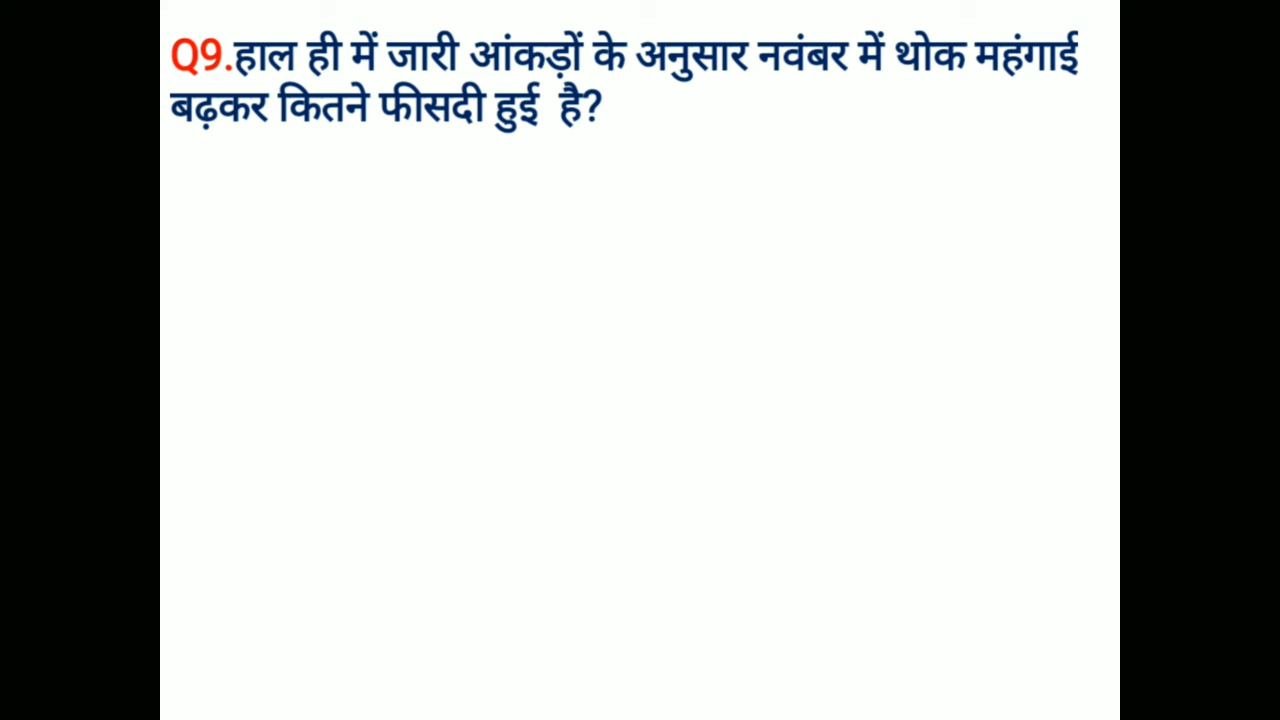 Q9.हाल ही में जारी आंकड़ों के अनुसार नवंबर में थोक महंगाई
बढ़कर कितने फीसदी हुई है?